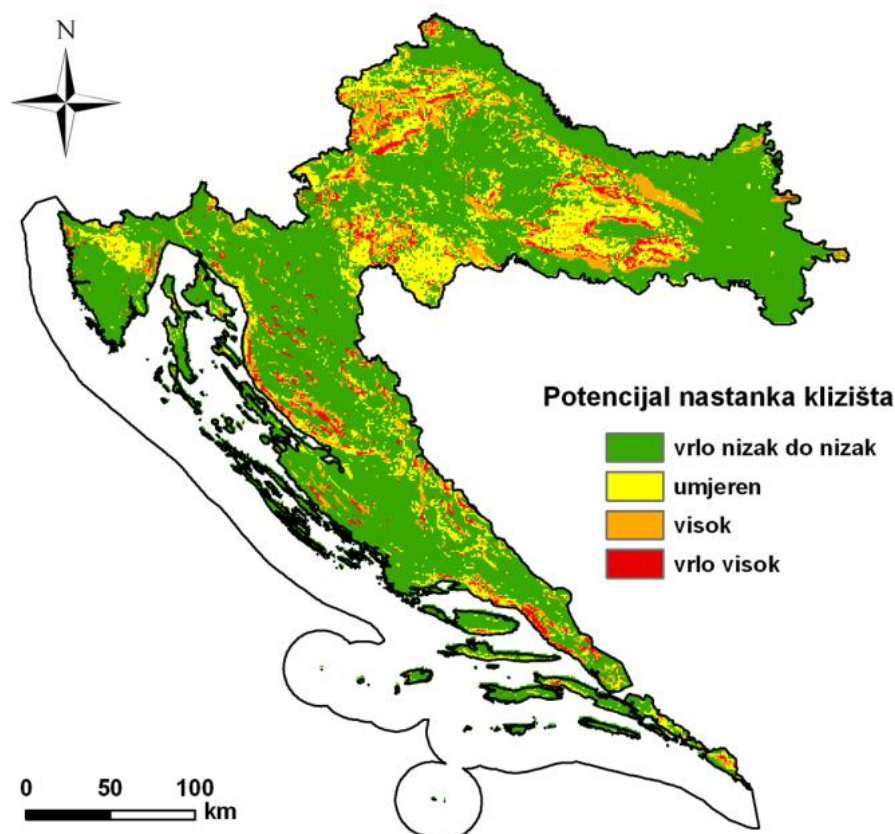 N
Potencijal nastanka klizišta
vrlo nizak do nizak
umjeren
visok
vrlo visok
0 50 100
km